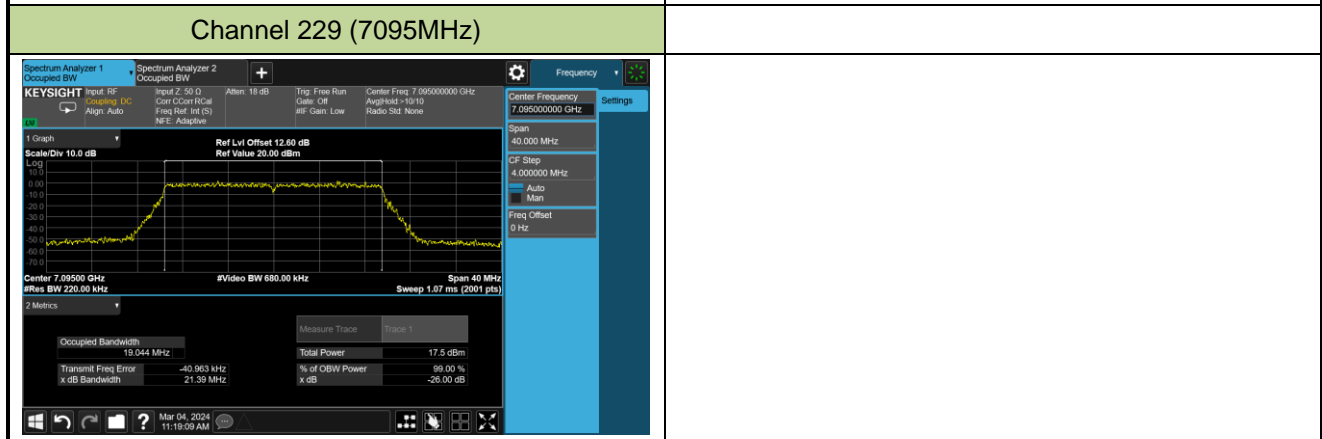 Channel 229 (7095MHz)
Spectrum Analyzer 1
Occupied BW
Spectrum Analyzer 2
Occupied BW
+
Frequency
KEYSIGHT
Input: RF
Coupling: DC
Align: Auto
Input Z: 50 Ω
Corr CCorr RCal
Freq Ref: Int (S)
NFE: Adaptive
Atten: 18 dB
Trig: Free Run
Gate: Off
#IF Gain: Low
Center Freq: 7.095000000 GHz
Avg|Hold:>10/10
Radio Std: None
Center Frequency
7.095000000 GHz
Settings
Span
40.000 MHz
CF Step
4.000000 MHz
Auto
Man
Freq Offset
0 Hz
1 Graph
Scale/Div 10.0 dB
Ref Lvl Offset 12.60 dB
Ref Value 20.00 dBm
Log
10.0
0.00
-10.0
-20.0
-30.0
-40.0
-50.0
-60.0
-70.0
Center 7.09500 GHz
#Video BW 680.00 kHz
Span 40 MHz
#Res BW 220.00 kHz
Sweep 1.07 ms (2001 pts)
2 Metrics
Measure Trace Trace 1
Occupied Bandwidth
19.044 MHz
Total Power 17.5 dBm
Transmit Freq Error -40.963 kHz
% of OBW Power 99.00 %
x dB Bandwidth 21.39 MHz
x dB -26.00 dB
?
Mar 04, 2024
11:19:09 AM